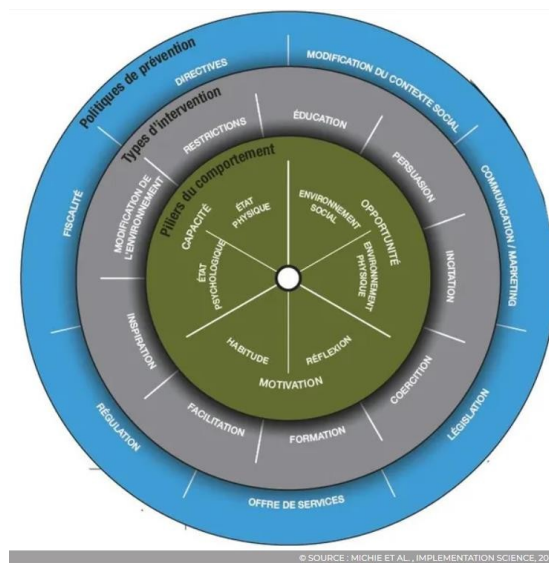 Politiques de prévention
DIRECTIVES
MODIFICATION DU CONTEXTE SOCIAL
COMMUNICATION / MARKETING
LÉGISLATION
OFFRE DE SERVICES
RÉGULATION
FISCALITÉ
Types d'intervention
RESTRICTIONS
ÉDUCATION
PERSUASION
INCITATION
COERCITION
FORMATION
FACILITATION
INSPIRATION
MODIFICATION DE
L'ENVIRONNEMENT
Piliers du comportement
CAPACITÉ
ÉTAT
PHYSIQUE
ÉTAT
PSYCHOLOGIQUE
OPPORTUNITÉ
ENVIRONNEMENT
SOCIAL
ENVIRONNEMENT
PHYSIQUE
HABITUDE
RÉFLEXION
MOTIVATION
© SOURCE : MICHIE ET AL. , IMPLEMENTATION SCIENCE, 20